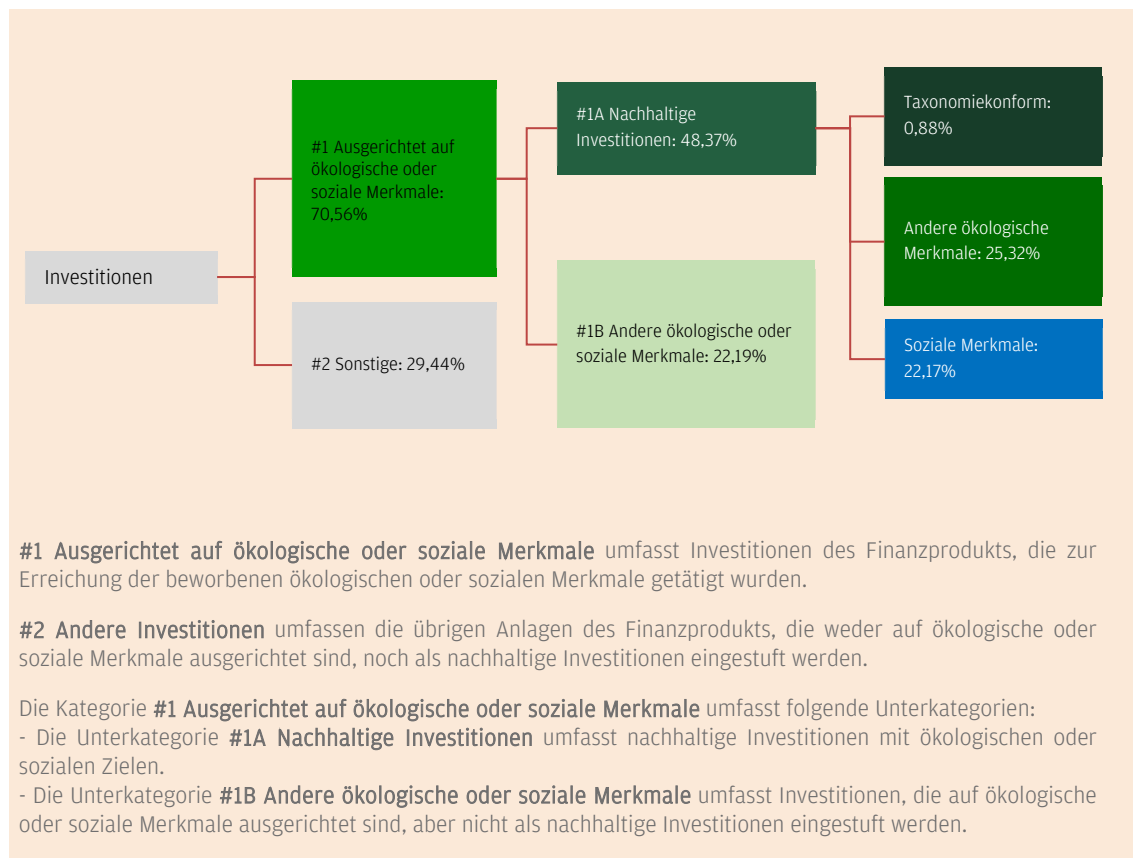 Investitionen
#1 Ausgerichtet auf
ökologische oder
soziale Merkmale:
70,56%
#2 Sonstige: 29,44%
#1A Nachhaltige
Investitionen: 48,37%
#1B Andere ökologische oder
soziale Merkmale: 22,19%
Taxonomiekonform:
0,88%
Andere ökologische
Merkmale: 25,32%
Soziale Merkmale:
22,17%
#1 Ausgerichtet auf ökologische oder soziale Merkmale umfasst Investitionen des Finanzprodukts, die zur
Erreichung der beworbenen ökologischen oder sozialen Merkmale getätigt wurden.
#2 Andere Investitionen umfassen die übrigen Anlagen des Finanzprodukts, die weder auf ökologische oder
soziale Merkmale ausgerichtet sind, noch als nachhaltige Investitionen eingestuft werden.
Die Kategorie #1 Ausgerichtet auf ökologische oder soziale Merkmale umfasst folgende Unterkategorien:
- Die Unterkategorie #1A Nachhaltige Investitionen umfasst nachhaltige Investitionen mit ökologischen oder
sozialen Zielen.
- Die Unterkategorie #1B Andere ökologische oder soziale Merkmale umfasst Investitionen, die auf ökologische
oder soziale Merkmale ausgerichtet sind, aber nicht als nachhaltige Investitionen eingestuft werden.